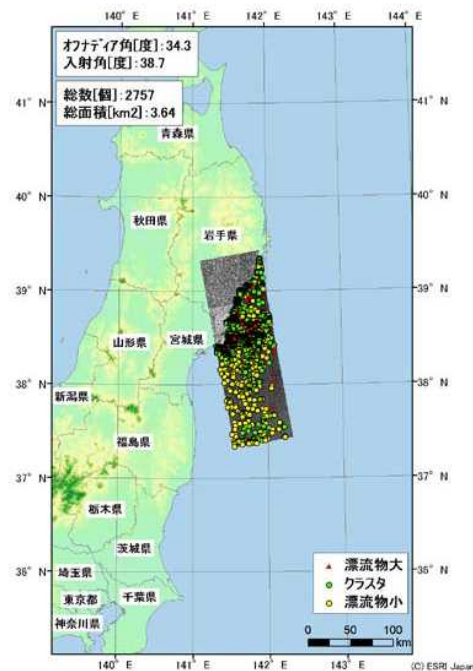 140° E 141° E 142° E 143° E 144° E
オフナディア角[度]:34.3
入射角[度]:38.7
総数[個]:2757
総面積[km2]:3.64
41° N 41° N
青森県
40° N 40° N
秋田県
岩手県
39° N 39° N
宮城県
山形県
38° N 38° N
新潟県
福島県
37° N 37° N
栃木県
36° N 36° N
茨城県
埼玉県
漂流物大
クラスタ
漂流物小
千葉県
東京都
神奈川県
35° N 35° N
0 50 100
km
140° E 141° E 142° E 143° E
(C) ESRI Japan